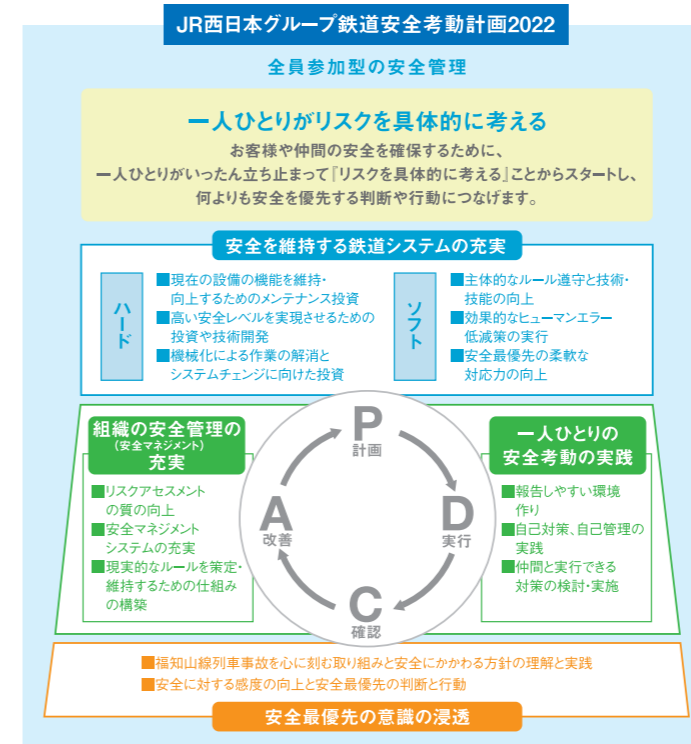 JR西日本グループ鉄道安全考動計画2022
全員参加型の安全管理
一人ひとりがリスクを具体的に考える
お客様や仲間の安全を確保するために、
一人ひとりがいったん立ち止まって『リスクを具体的に考える』ことからスタートし、
何よりも安全を優先する判断や行動につなげます。
安全を維持する鉄道システムの充実
ハード
■現在の設備の機能を維持・
向上するためのメンテナンス投資
■高い安全レベルを実現させるための
投資や技術開発
■機械化による作業の解消と
システムチェンジに向けた投資
ソフト
■主体的なルール遵守と技術・
技能の向上
■効果的なヒューマンエラー
低減策の実行
■安全最優先の柔軟な
対応力の向上
組織の安全管理の
（安全マネジメント）
充実
■リスクアセスメント
の質の向上
■安全マネジメント
システムの充実
■現実的なルールを策定・
維持するための仕組み
の構築
P
計画
D
実行
C
確認
A
改善
一人ひとりの
安全考動の実践
■報告しやすい環境
作り
■自己対策、自己管理の
実践
■仲間と実行できる
対策の検討・実施
■福知山線列車事故を心に刻む取り組みと安全にかかわる方針の理解と実践
■安全に対する感度の向上と安全最優先の判断と行動
安全最優先の意識の浸透